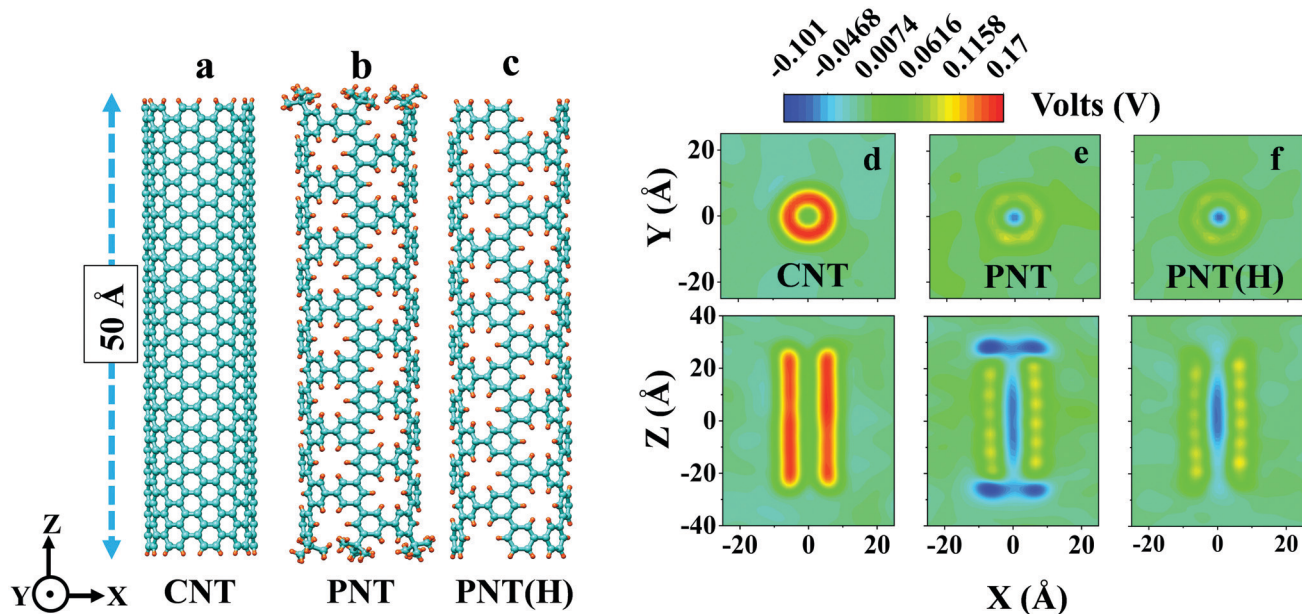 a b c
50 Å
Z
Y X
CNT PNT PNT(H)
-0.101 -0.0468 0.0074 0.0616 0.1158 0.17
Volts (V)
Y (Å)
20
0
-20
d
CNT
e
PNT
f
PNT(H)
Z (Å)
40
20
0
-20
-40
-20 0 20 -20 0 20 -20 0 20
X (Å)